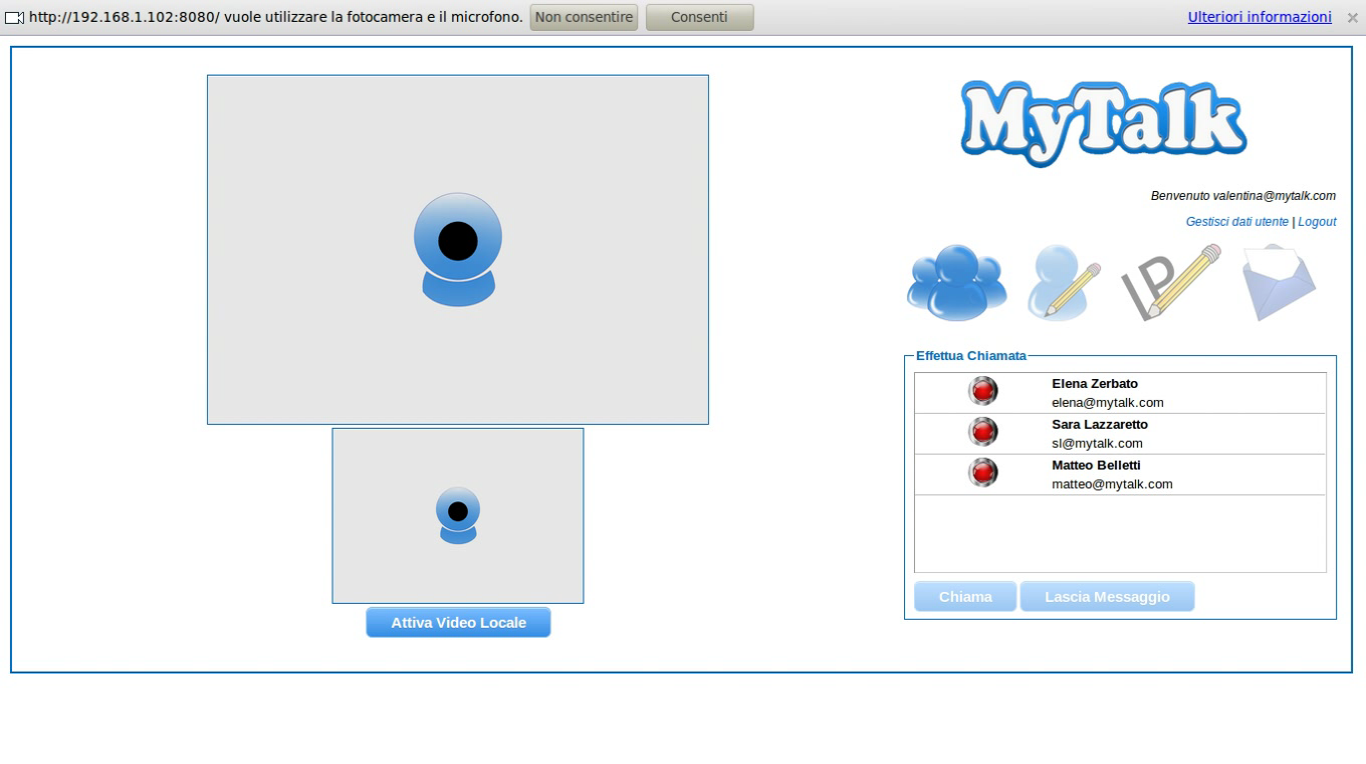 http://192.168.1.102:8080/ vuole utilizzare la fotocamera e il microfono. Non consentire Consenti Ulteriori informazioni
MyTalk
Benvenuto valentina@mytalk.com
Gestisci dati utente | Logout
IP
Effettua Chiamata
Elena Zerbato
elena@mytalk.com
Sara Lazzaretto
sl@mytalk.com
Matteo Belletti
matteo@mytalk.com
Chiama Lascia Messaggio
Attiva Video Locale